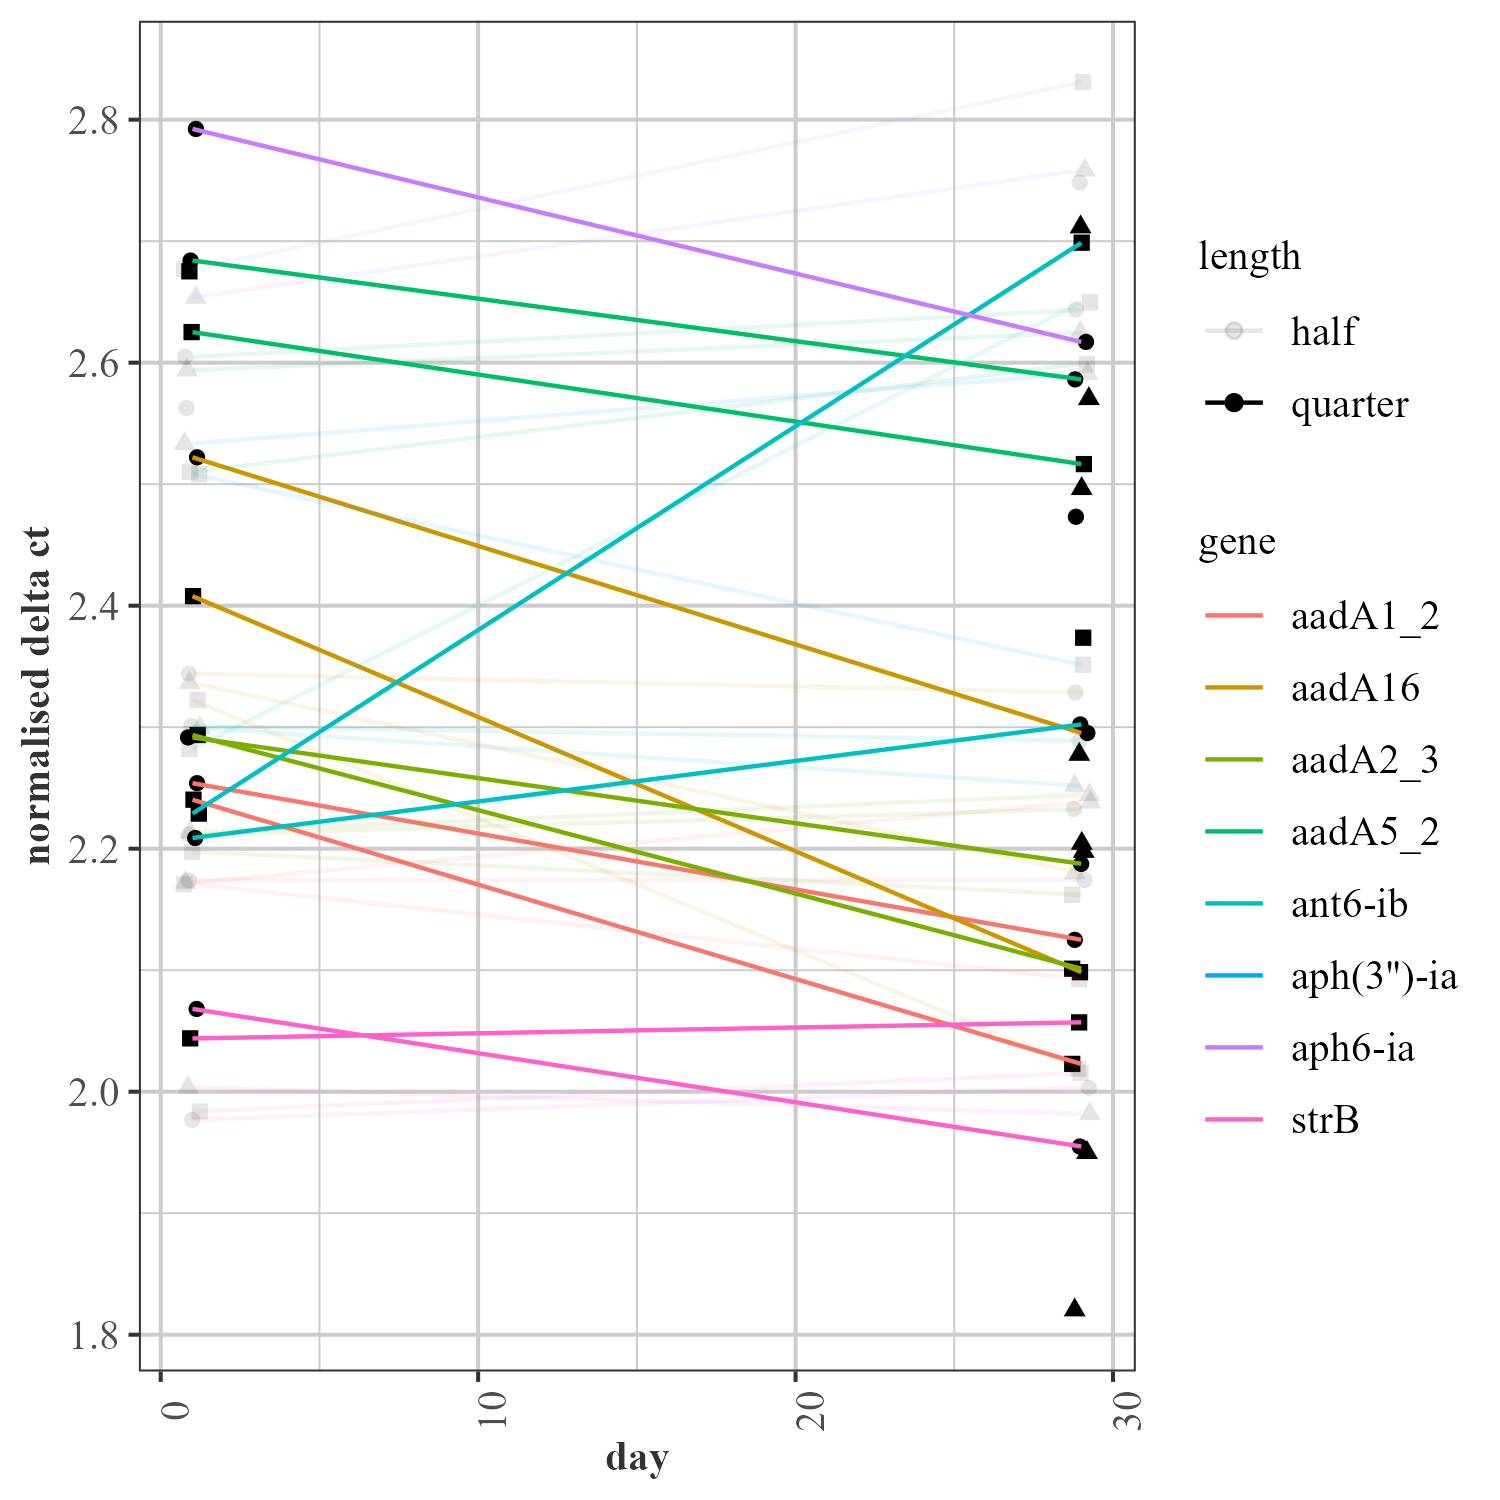 2.8
2.6
2.4
2.2
2.0
1.8
normalised delta ct
0
10
20
30
day
length
half
quarter
gene
aadA1_2
aadA16
aadA2_3
aadA5_2
ant6-ib
aph(3")-ia
aph6-ia
strB